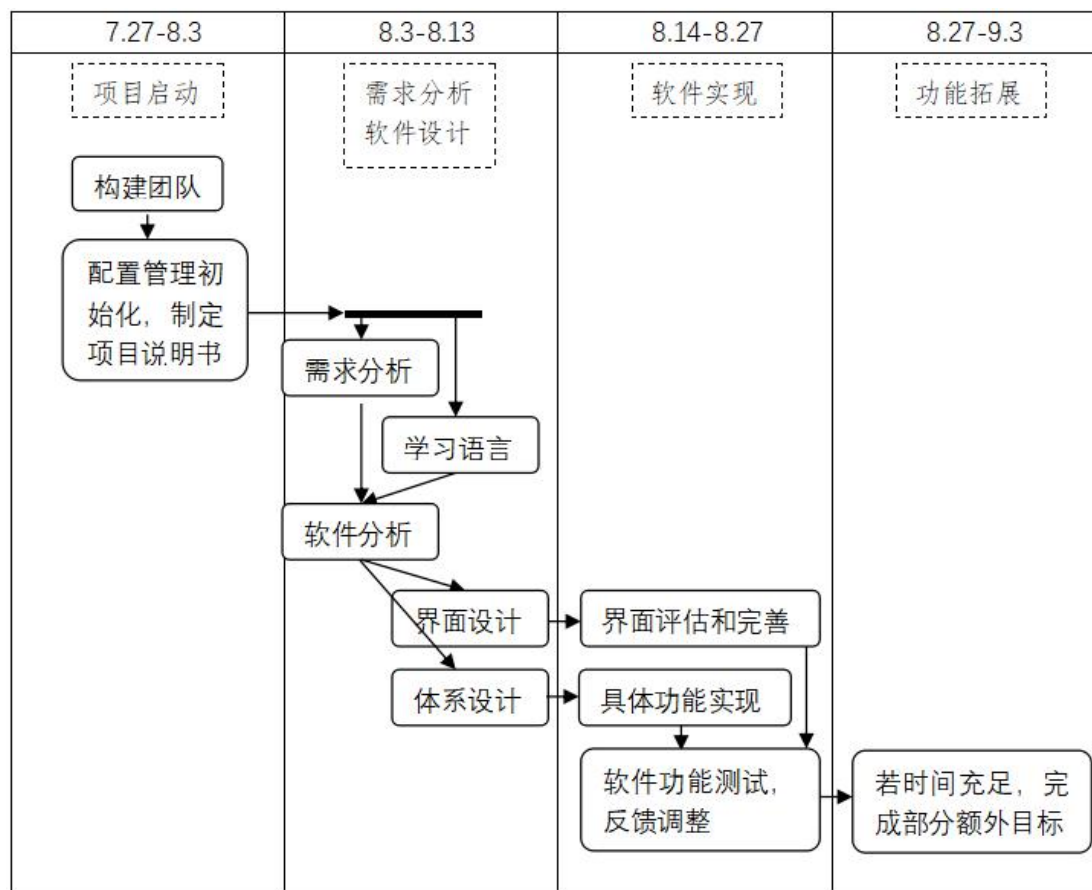 7.27-8.3
8.3-8.13
8.14-8.27
8.27-9.3
项目启动
需求分析
软件设计
软件实现
功能拓展
构建团队
配置管理初
始化，制定
项目说明书
需求分析
学习语言
软件分析
界面设计
界面评估和完善
体系设计
具体功能实现
软件功能测试，
反馈调整
若时间充足，完
成部分额外目标